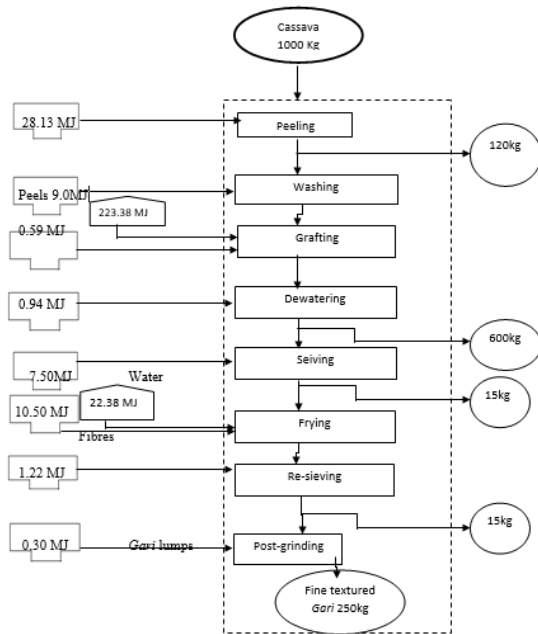 Cassava
1000 Kg
28.13 MJ
Peeling
120kg
Peels 9.0MJ
Washing
223.38 MJ
0.59 MJ
Grafting
0.94 MJ
Dewatering
600kg
7.50MJ
Water
Seiving
15kg
22.38 MJ
10.50 MJ
Frying
Fibres
1.22 MJ
Re-sieving
15kg
0.30 MJ
Gari lumps
Post-grinding
Fine textured
Gari 250kg